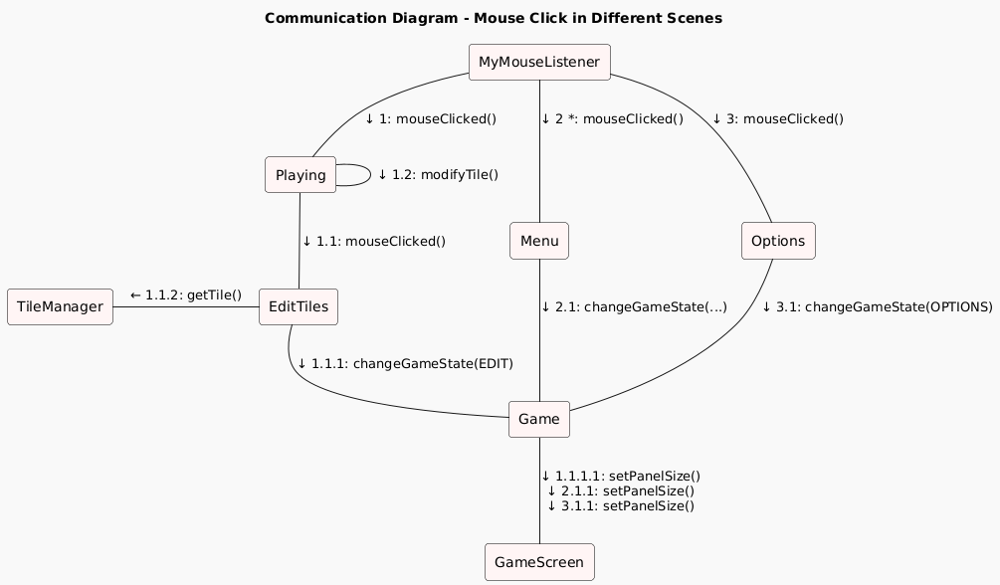 Communication Diagram - Mouse Click in Different Scenes
MyMouseListener
↓ 1: mouseClicked()
↓ 2 *: mouseClicked()
↓ 3: mouseClicked()
Playing
↓ 1.2: modifyTile()
↓ 1.1: mouseClicked()
Menu
Options
TileManager
← 1.1.2: getTile()
EditTiles
↓ 2.1: changeGameState(...)
↓ 3.1: changeGameState(OPTIONS)
↓ 1.1.1: changeGameState(EDIT)
Game
↓ 1.1.1.1: setPanelSize()
↓ 2.1.1: setPanelSize()
↓ 3.1.1: setPanelSize()
GameScreen